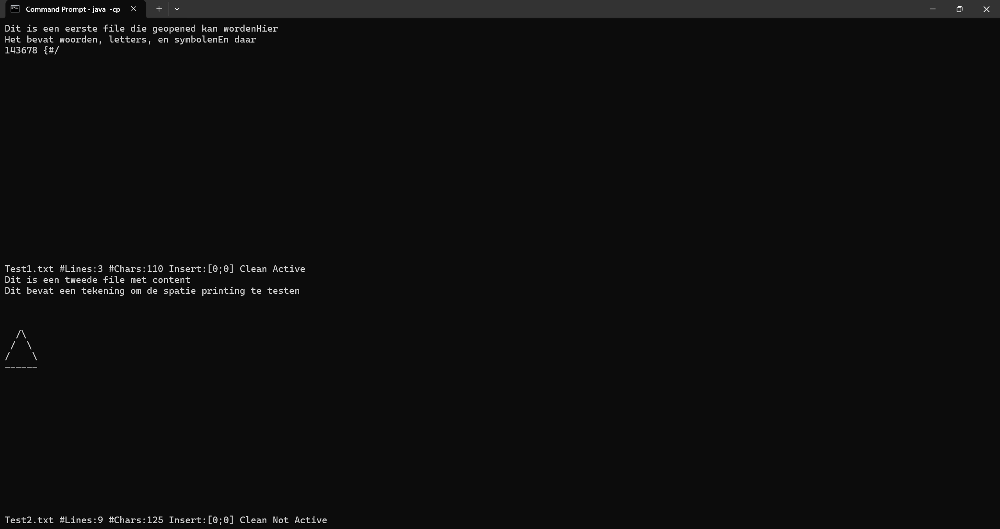 Command Prompt - java  -cp
Dit is een eerste file die geopened kan wordenHier
Het bevat woorden, letters, en symbolenEn daar
143678 {#/
Test1.txt #Lines:3 #Chars:110 Insert:[0;0] Clean Active
Dit is een tweede file met content
Dit bevat een tekening om de spatie printing te testen
  /\
 /  \
/    \
------
Test2.txt #Lines:9 #Chars:125 Insert:[0;0] Clean Not Active